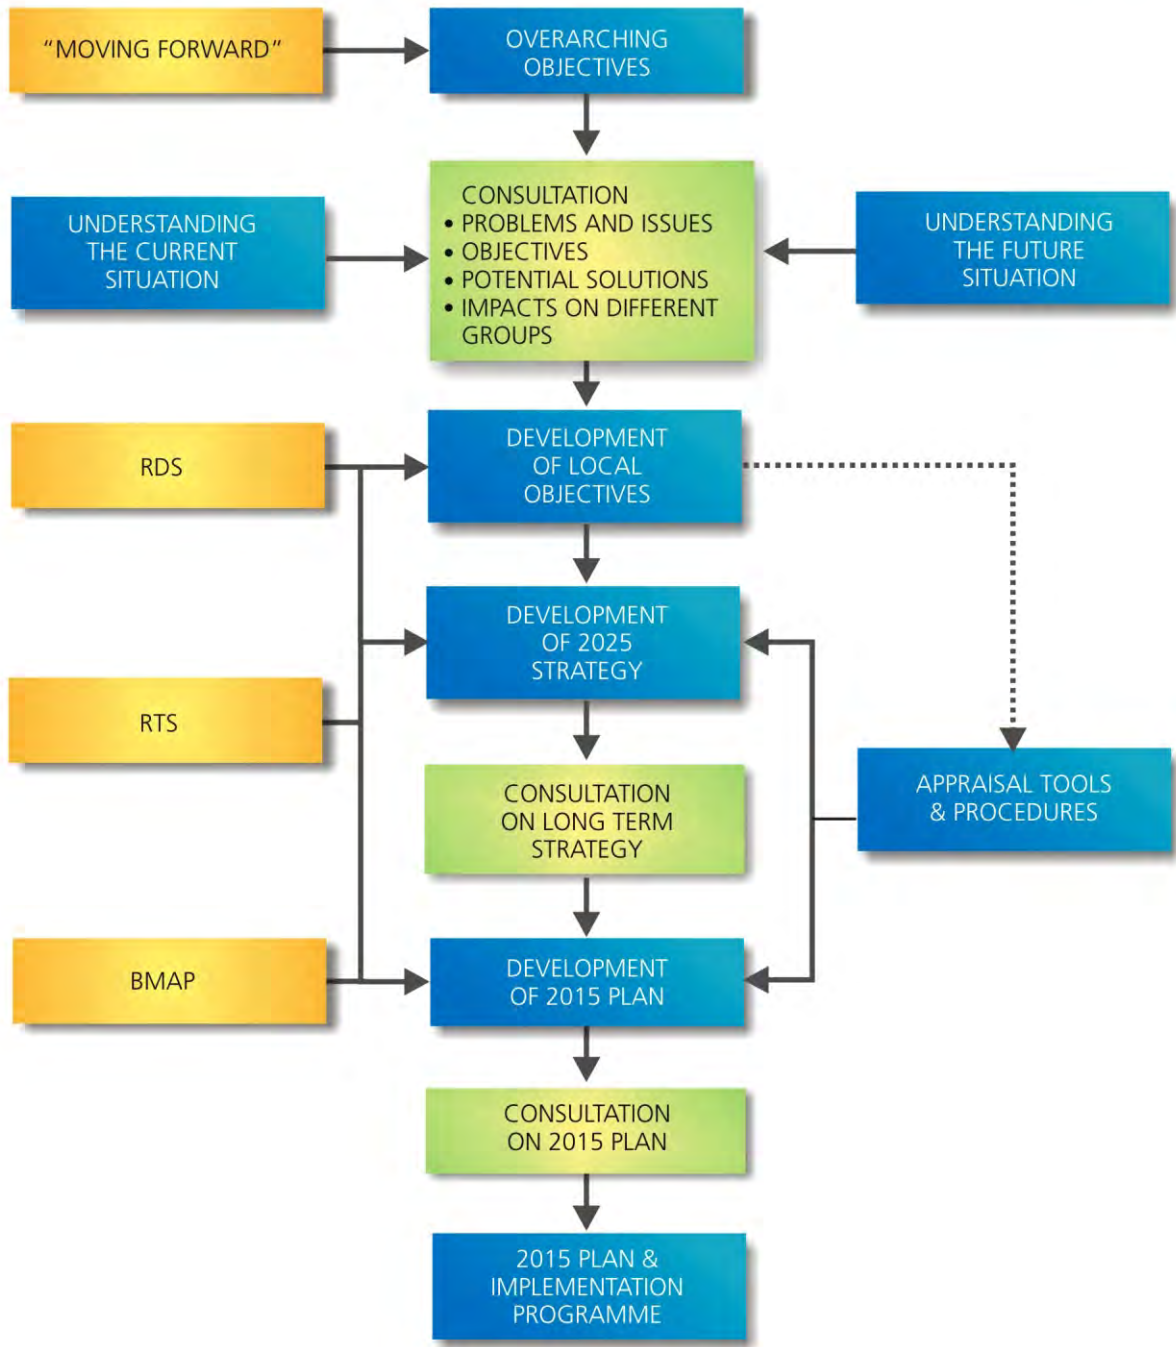 “MOVING FORWARD”
OVERARCHING
OBJECTIVES
UNDERSTANDING
THE CURRENT
SITUATION
CONSULTATION
• PROBLEMS AND ISSUES
• OBJECTIVES
• POTENTIAL SOLUTIONS
• IMPACTS ON DIFFERENT
GROUPS
UNDERSTANDING
THE FUTURE
SITUATION
RDS
DEVELOPMENT
OF LOCAL
OBJECTIVES
DEVELOPMENT
OF 2025
STRATEGY
RTS
CONSULTATION
ON LONG TERM
STRATEGY
APPRAISAL TOOLS
& PROCEDURES
BMAP
DEVELOPMENT
OF 2015 PLAN
CONSULTATION
ON 2015 PLAN
2015 PLAN &
IMPLEMENTATION
PROGRAMME